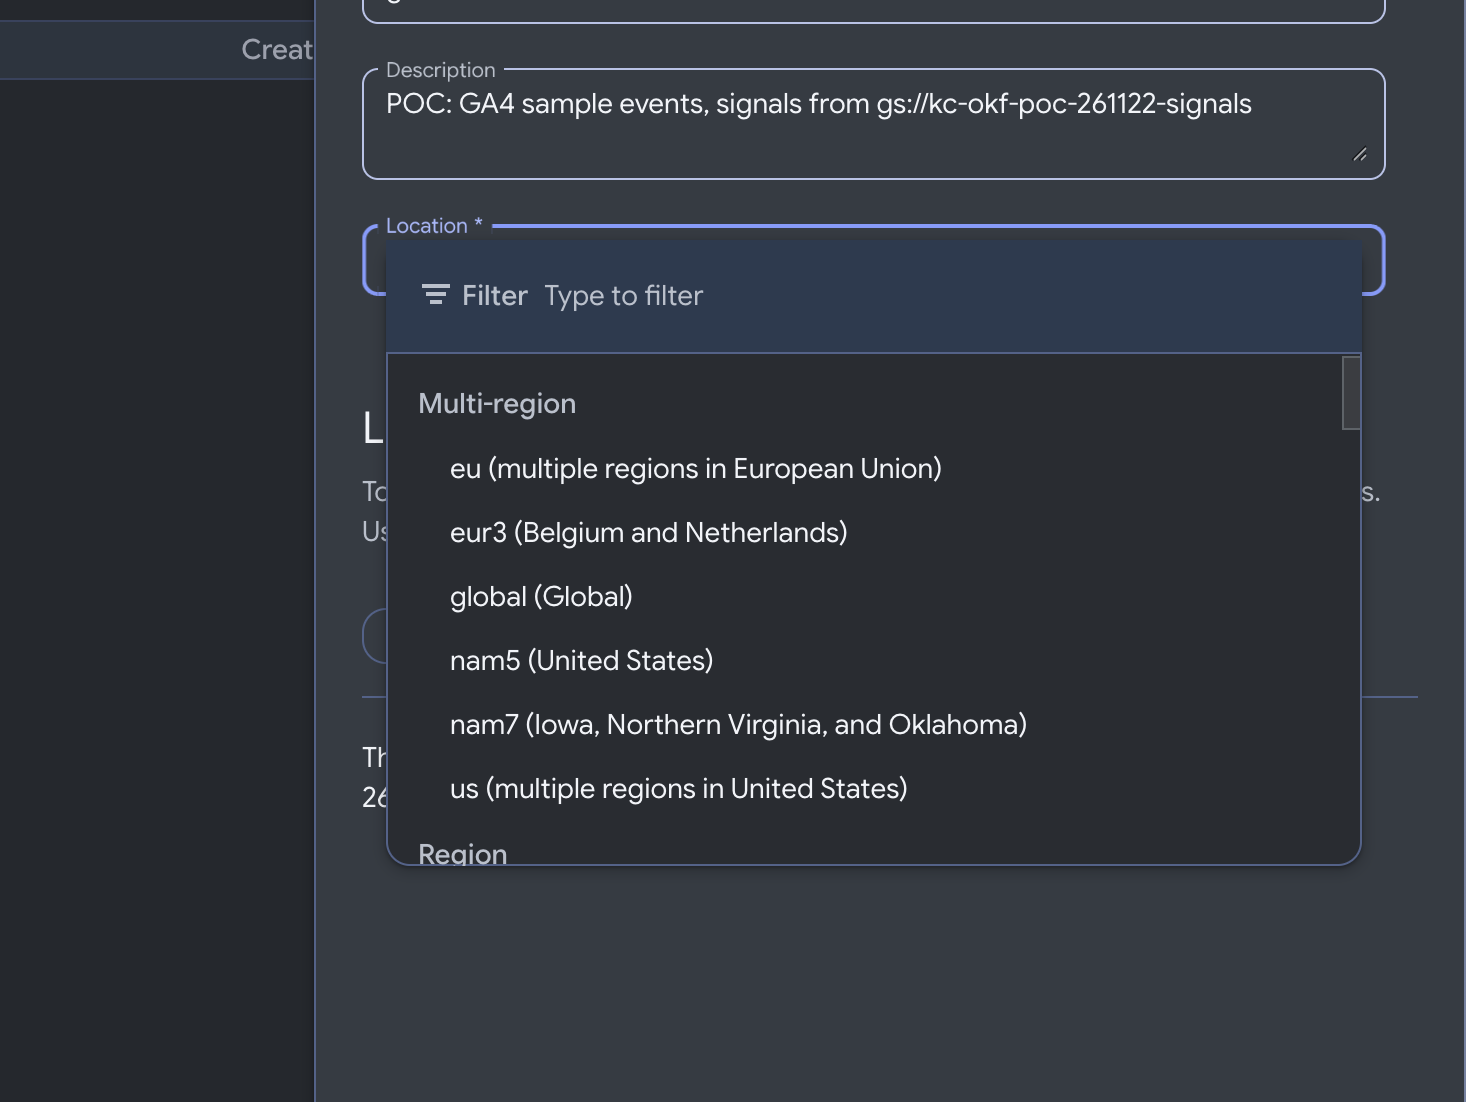 Creat
Description
POC: GA4 sample events, signals from gs://kc-okf-poc-261122-signals
Location *
Filter Type to filter
Multi-region
eu (multiple regions in European Union)
eur3 (Belgium and Netherlands)
global (Global)
nam5 (United States)
nam7 (Iowa, Northern Virginia, and Oklahoma)
us (multiple regions in United States)
Region